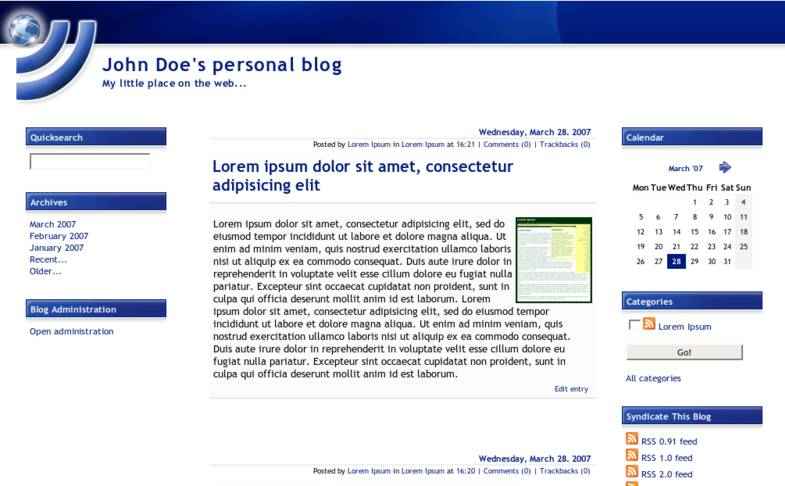 John Doe's personal blog
My little place on the web...
Quicksearch
Archives
March 2007
February 2007
January 2007
Recent...
Older...
Blog Administration
Open administration
Wednesday, March 28. 2007
Posted by Lorem Ipsum in Lorem Ipsum at 16:21 | Comments (0) | Trackbacks (0)
Lorem ipsum dolor sit amet, consectetur
adipisicing elit
Lorem ipsum dolor sit amet, consectetur adipisicing elit, sed do
eiusmod tempor incididunt ut labore et dolore magna aliqua. Ut
enim ad minim veniam, quis nostrud exercitation ullamco laboris
nisi ut aliquip ex ea commodo consequat. Duis aute irure dolor in
reprehenderit in voluptate velit esse cillum dolore eu fugiat nulla
pariatur. Excepteur sint occaecat cupidatat non proident, sunt in
culpa qui officia deserunt mollit anim id est laborum. Lorem
ipsum dolor sit amet, consectetur adipisicing elit, sed do eiusmod tempor
incididunt ut labore et dolore magna aliqua. Ut enim ad minim veniam, quis
nostrud exercitation ullamco laboris nisi ut aliquip ex ea commodo consequat.
Duis aute irure dolor in reprehenderit in voluptate velit esse cillum dolore eu
fugiat nulla pariatur. Excepteur sint occaecat cupidatat non proident, sunt in
culpa qui officia deserunt mollit anim id est laborum.
Edit entry
Wednesday, March 28. 2007
Posted by Lorem Ipsum in Lorem Ipsum at 16:20 | Comments (0) | Trackbacks (0)
Calendar
March '07
Mon Tue Wed Thu Fri Sat Sun
1 2 3 4
5 6 7 8 9 10 11
12 13 14 15 16 17 18
19 20 21 22 23 24 25
26 27 28 29 30 31
Categories
Lorem Ipsum
Go!
All categories
Syndicate This Blog
RSS 0.91 feed
RSS 1.0 feed
RSS 2.0 feed